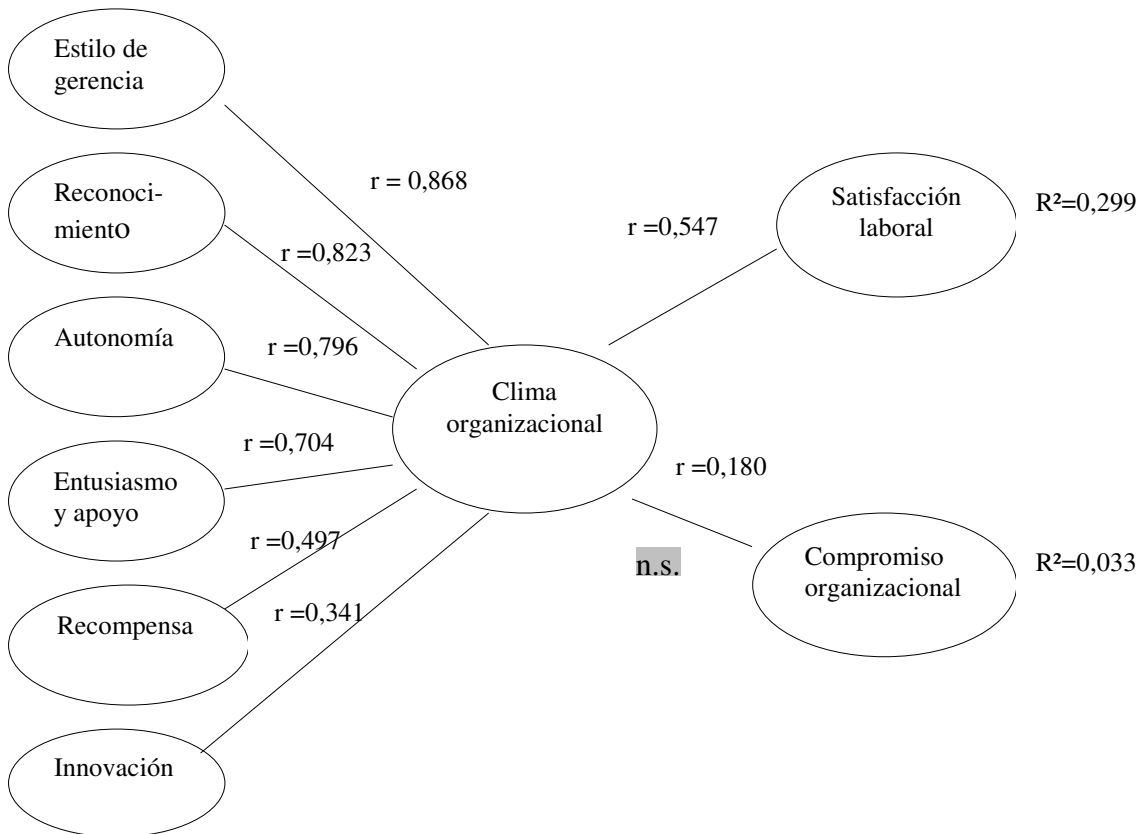 Estilo de
gerencia
r = 0,868
Reconoci-
miento
r =0,823
Autonomía
r =0,796
Entusiasmo
y apoyo
r =0,704
Recompensa
r =0,497
Innovación
r =0,341
Clima
organizacional
r =0,547
Satisfacción
laboral
R²=0,299
r =0,180
n.s.
Compromiso
organizacional
R²=0,033